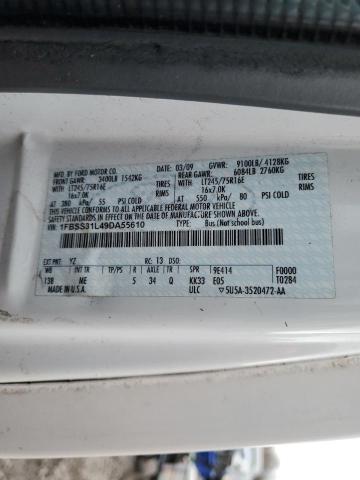 MFD. BY FORD MOTOR CO. DATE: 03/09 GVWR: 9100LB/ 4128KG
FRONT GAWR: 3400LB 1542KG REAR GAWR: 6084LB 2760KG
WITH LT245/75R16E TIRES WITH LT245/75R16E TIRES
16x7.0K RIMS 16x7.0K RIMS
AT 380 kPa/ 55 PSI COLD AT 550 kPa/ 80 PSI COLD
THIS VEHICLE CONFORMS TO ALL APPLICABLE FEDERAL MOTOR VEHICLE
SAFETY STANDARDS IN EFFECT ON THE DATE OF MANUFACTURE SHOWN ABOVE.
VIN: 1FBSS31L49DA55610 TYPE: Bus(Not school bus)
EXT PNT: YZ RC: 13 DSO:
WB INT TR TP/PS R AXLE TR SPR 9E414 F0000
138 ME 5 34 Q KK33 E05 T0284
MADE IN U.S.A. ULC 5U5A-3520472-AA